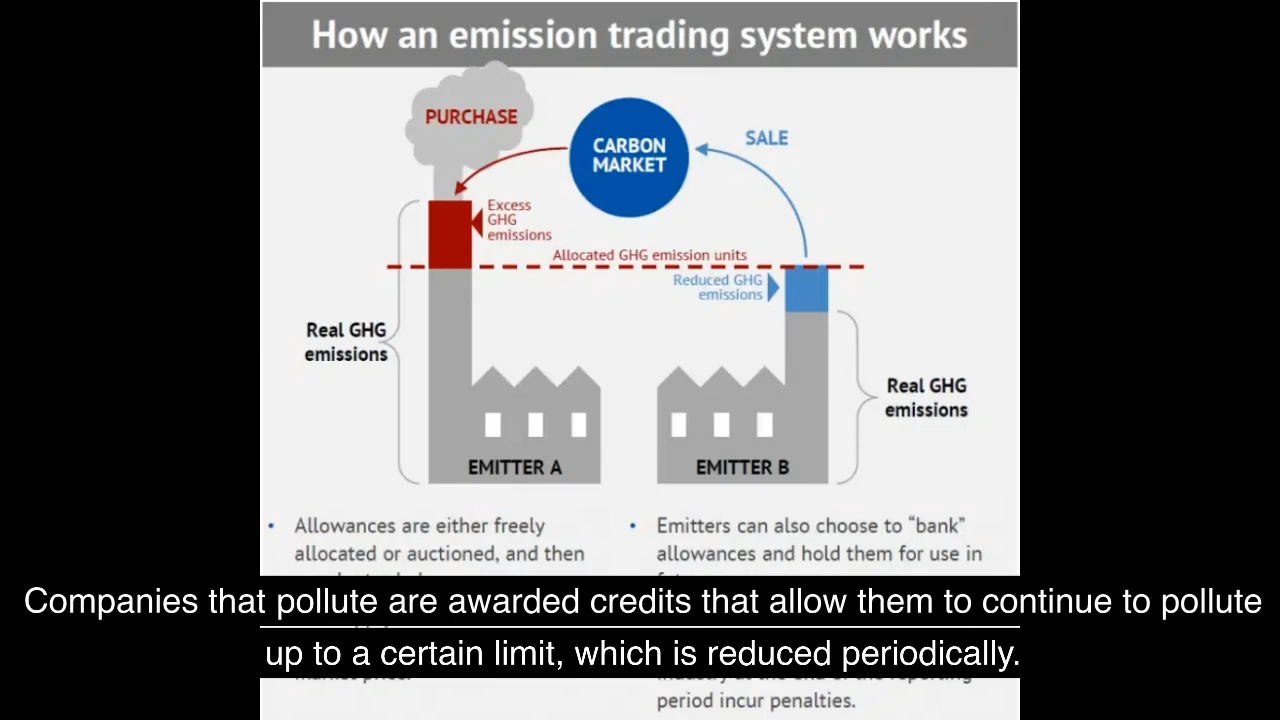 How an emission trading system works
PURCHASE
CARBON
MARKET
SALE
Excess
GHG
emissions
Allocated GHG emission units
Reduced GHG
emissions
Real GHG
emissions
Real GHG
emissions
EMITTER A
EMITTER B
• Allowances are either freely
allocated or auctioned, and then
• Emitters can also choose to “bank”
allowances and hold them for use in
Companies that pollute are awarded credits that allow them to continue to pollute
up to a certain limit, which is reduced periodically.
period incur penalties.